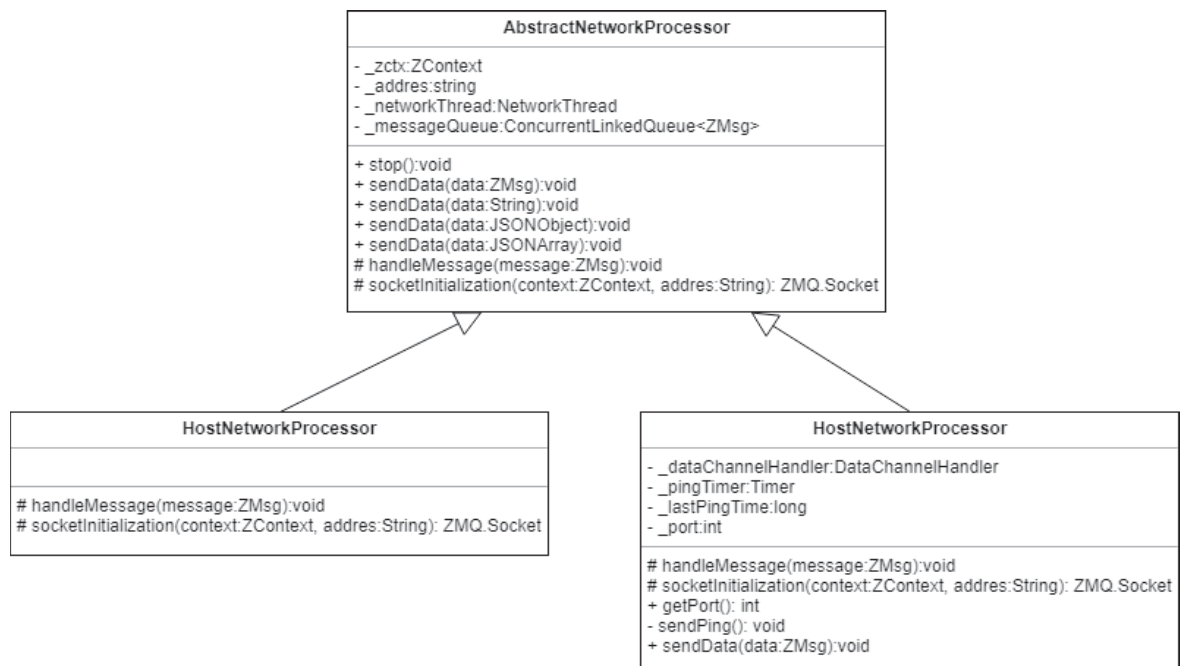 AbstractNetworkProcessor
- _zctx:ZContext
- _addres:string
- _networkThread:NetworkThread
- _messageQueue:ConcurrentLinkedQueue<ZMsg>
+ stop():void
+ sendData(data:ZMsg):void
+ sendData(data:String):void
+ sendData(data:JSONObject):void
+ sendData(data:JSONArray):void
# handleMessage(message:ZMsg):void
# socketInitialization(context:ZContext, addres:String): ZMQ.Socket
HostNetworkProcessor
# handleMessage(message:ZMsg):void
# socketInitialization(context:ZContext, addres:String): ZMQ.Socket
HostNetworkProcessor
- _dataChannelHandler:DataChannelHandler
- _pingTimer:Timer
- _lastPingTime:long
- _port:int
# handleMessage(message:ZMsg):void
# socketInitialization(context:ZContext, addres:String): ZMQ.Socket
+ getPort(): int
- sendPing(): void
+ sendData(data:ZMsg):void